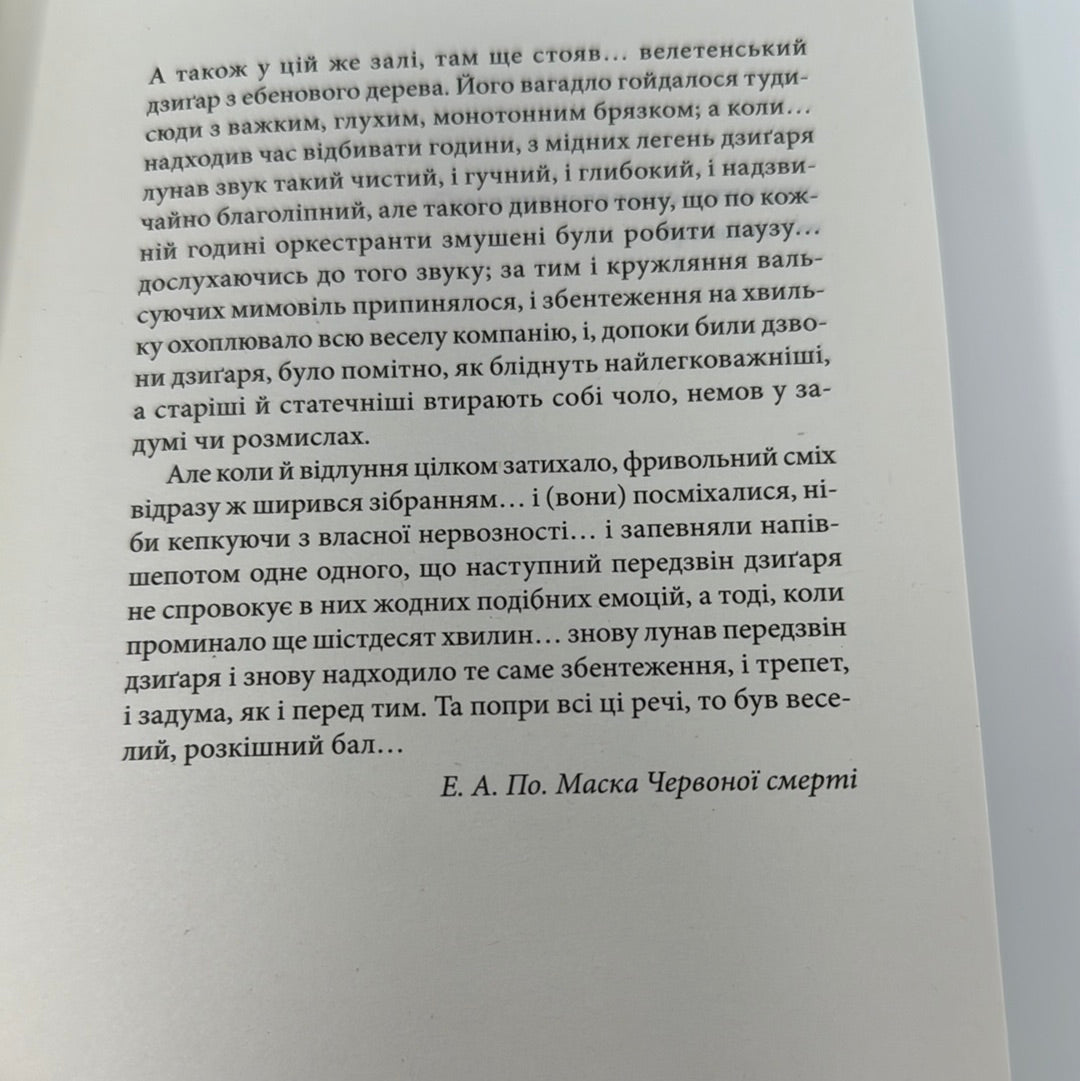 А також у цій же залі, там ще стояв… велетенський
дзиґар з ебенового дерева. Його вагадло гойдалося туди-
сюди з важким, глухим, монотонним брязком; а коли…
надходив час відбивати години, з мідних легень дзиґаря
лунав звук такий чистий, і гучний, і глибокий, і надзви-
чайно благоліпний, але такого дивного тону, що по кож-
ній годині оркестранти змушені були робити паузу…
дослухаючись до того звуку; за тим і кружляння валь-
суючих мимовіль припинялося, і збентеження на хвиль-
ку охоплювало всю веселу компанію, і, допоки били дзво-
ни дзиґаря, було помітно, як бліднуть найлегковажніші,
а старіші й статечніші втирають собі чоло, немов у за-
думі чи розмислах.
Але коли й відлуння цілком затихало, фривольний сміх
відразу ж ширився зібранням… і (вони) посміхалися, ні-
би кепкуючи з власної нервозності… і запевняли напів-
шепотом одне одного, що наступний передзвін дзиґаря
не спровокує в них жодних подібних емоцій, а тоді, коли
проминало ще шістдесят хвилин… знову лунав передзвін
дзиґаря і знову надходило те саме збентеження, і трепет,
і задума, як і перед тим. Та попри всі ці речі, то був весе-
лий, розкішний бал…
Е. А. По. Маска Червоної смерті